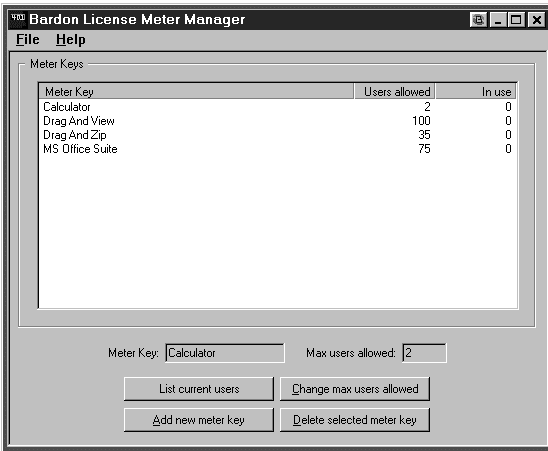 Bardon License Meter Manager
File Help
Meter Keys
Meter Key Users allowed In use
Calculator 2 0
Drag And View 100 0
Drag And Zip 35 0
MS Office Suite 75 0
Meter Key: Calculator Max users allowed: 2
List current users Change max users allowed
Add new meter key Delete selected meter key